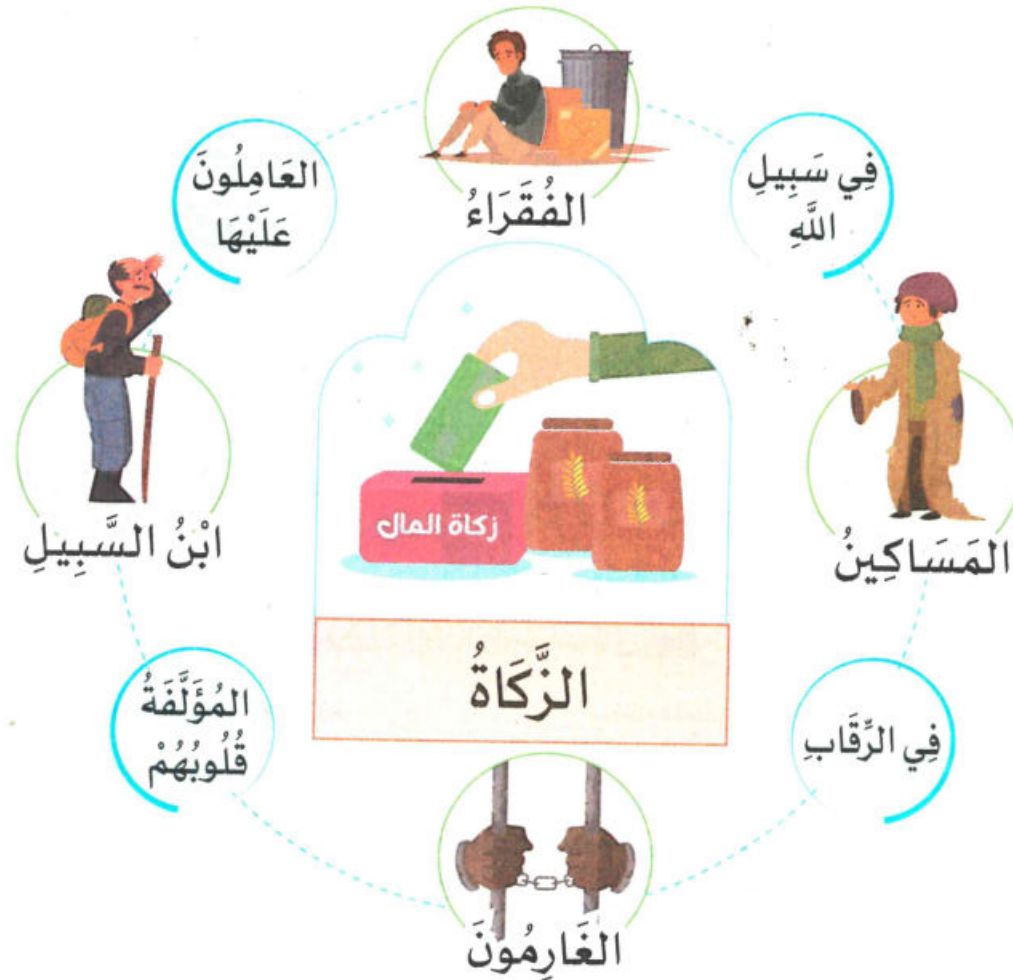 الفُقَرَاءُ
فِي سَبِيلِ
اللَّهِ
العَامِلُونَ
عَلَيْهَا
المَسَاكِينُ
ابْنُ السَّبِيلِ
زكاة المال
الزَّكَاةُ
فِي الرِّقَابِ
المُؤَلَّفَةُ
قُلُوبُهُمْ
الغَارِمُونَ